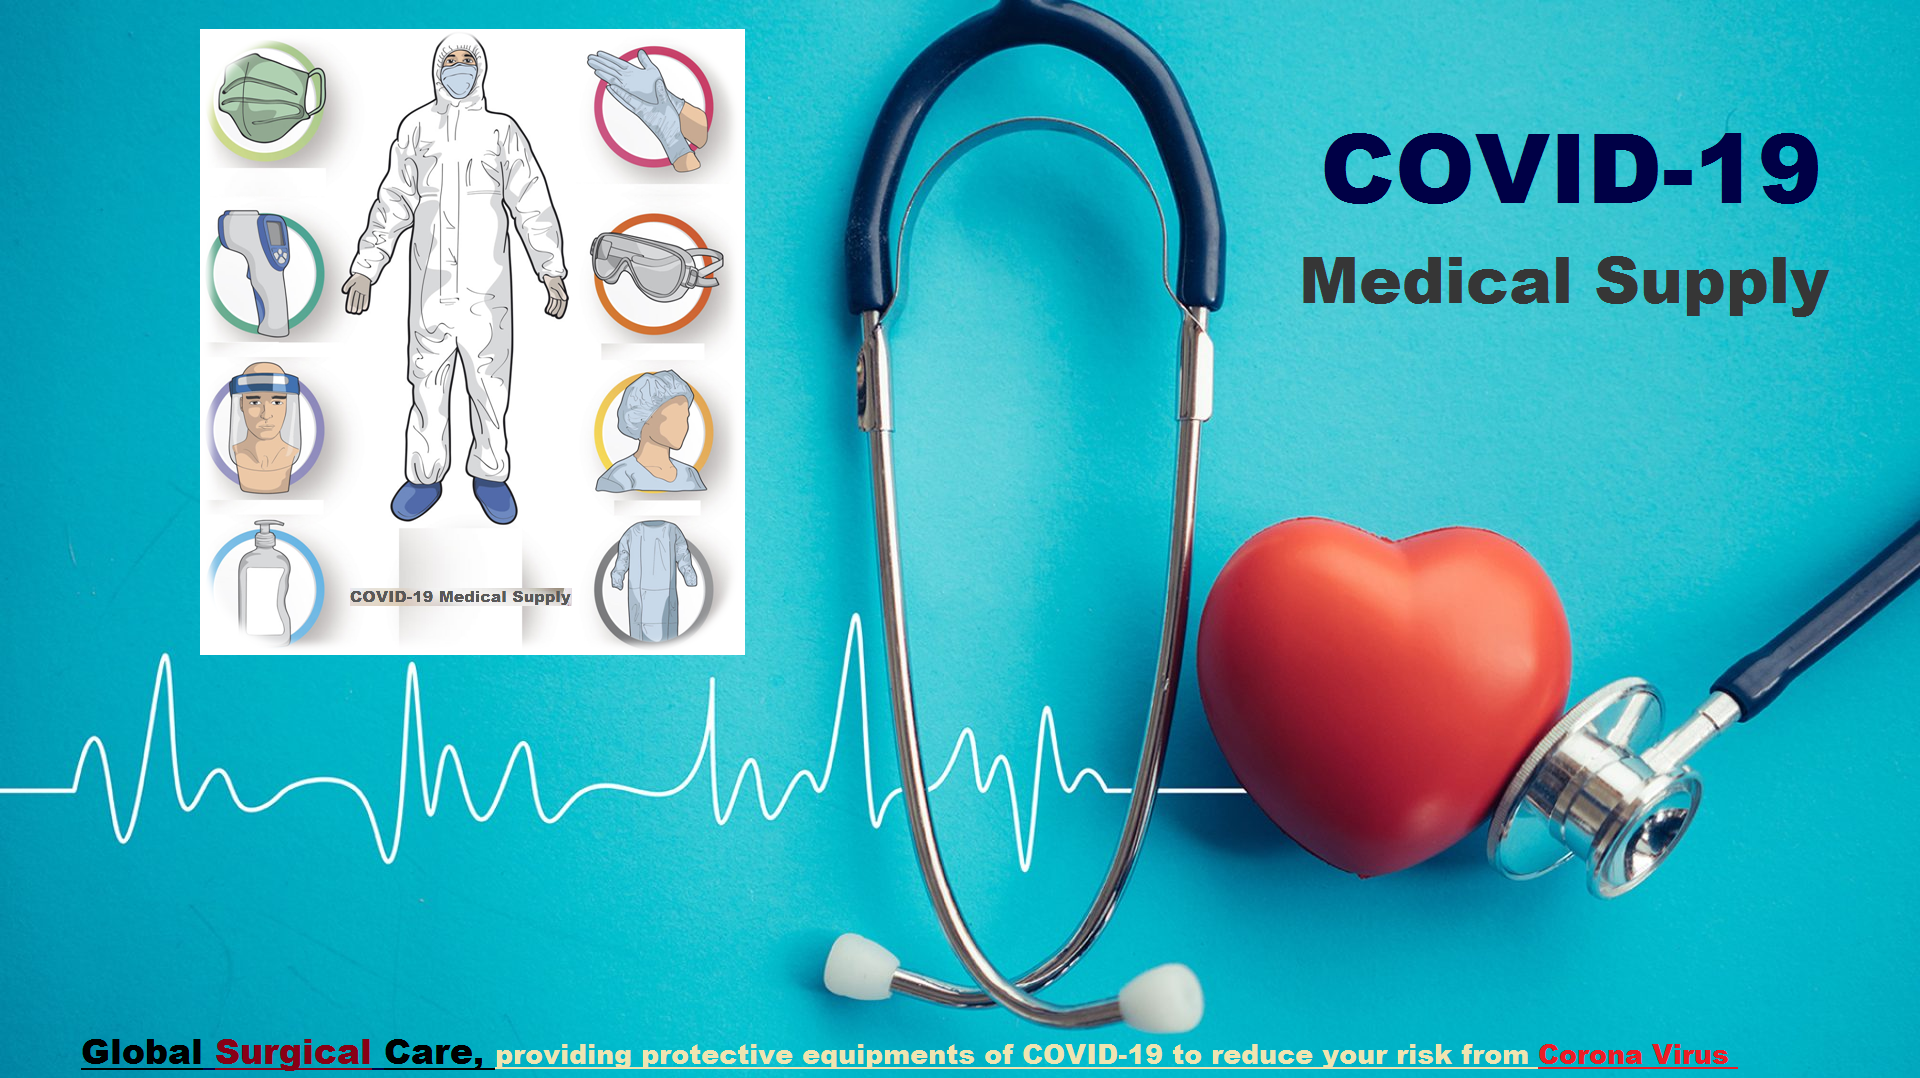 COVID-19
Medical Supply
COVID-19 Medical Supply
Global Surgical Care, providing protective equipments of COVID-19 to reduce your risk from Corona Virus